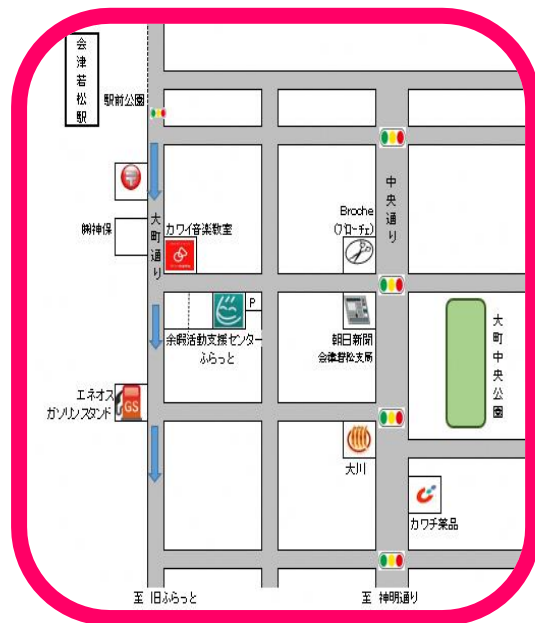 会津若松駅
駅前公園
〒
㈱神保
大町通り
カワイ音楽教室
Broche
(ブローチェ)
中央通り
P
余暇活動支援センター
ふらっと
朝日新聞
会津若松支局
大町中央公園
エネオス
ガソリンスタンド
GS
大川
カワチ薬品
至 旧ふらっと
至 神明通り